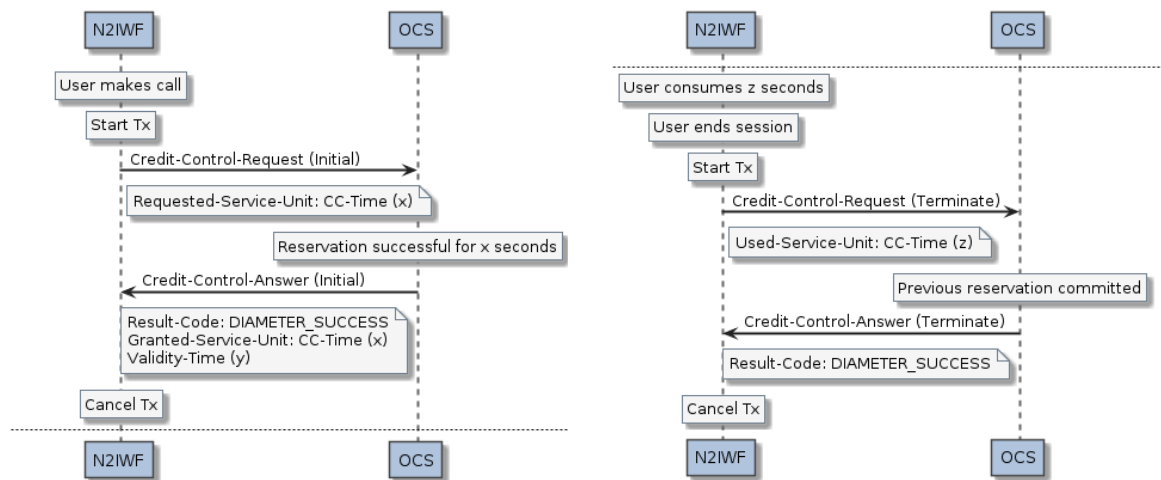 N2IWF
OCS
User makes call
Start Tx
Credit-Control-Request (Initial)
Requested-Service-Unit: CC-Time (x)
Reservation successful for x seconds
Credit-Control-Answer (Initial)
Result-Code: DIAMETER_SUCCESS
Granted-Service-Unit: CC-Time (x)
Validity-Time (y)
Cancel Tx
N2IWF
OCS
N2IWF
OCS
User consumes z seconds
User ends session
Start Tx
Credit-Control-Request (Terminate)
Used-Service-Unit: CC-Time (z)
Previous reservation committed
Credit-Control-Answer (Terminate)
Result-Code: DIAMETER_SUCCESS
Cancel Tx
N2IWF
OCS